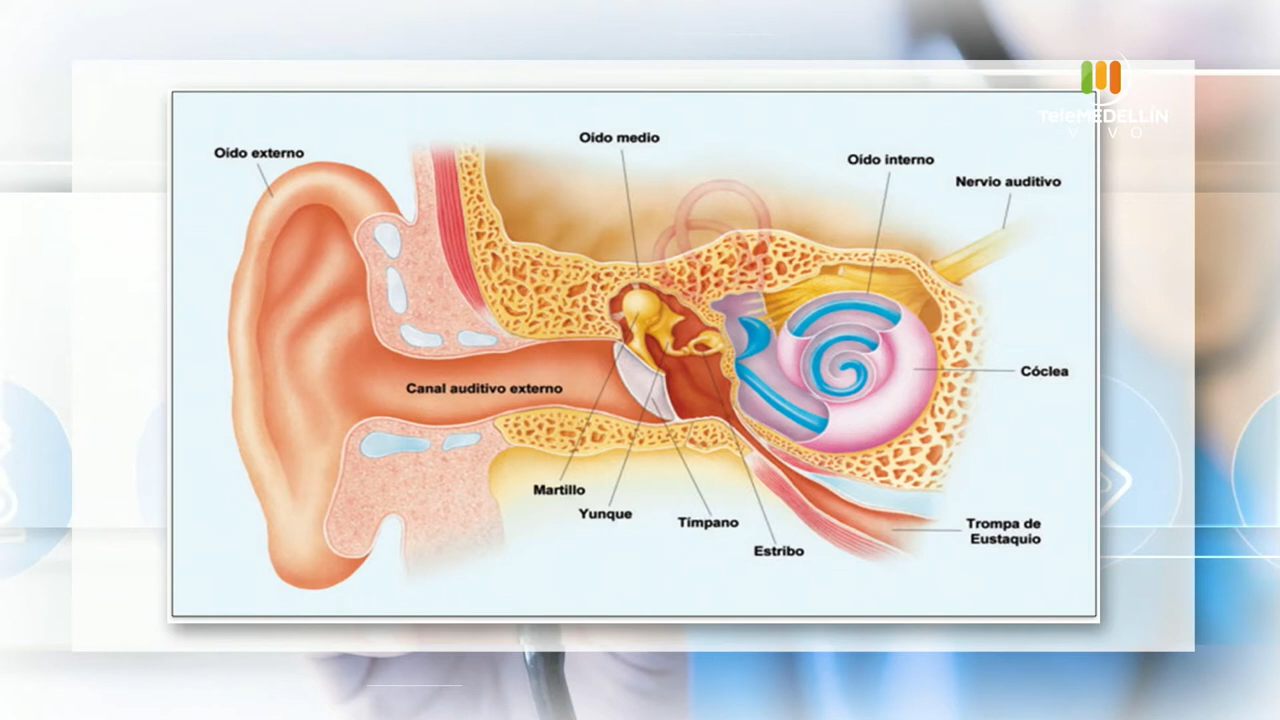 TeleMEDELLÍN
VIVO
Oído externo
Oído medio
Oído interno
Nervio auditivo
Canal auditivo externo
Cóclea
Martillo
Yunque
Tímpano
Estribo
Trompa de
Eustaquio